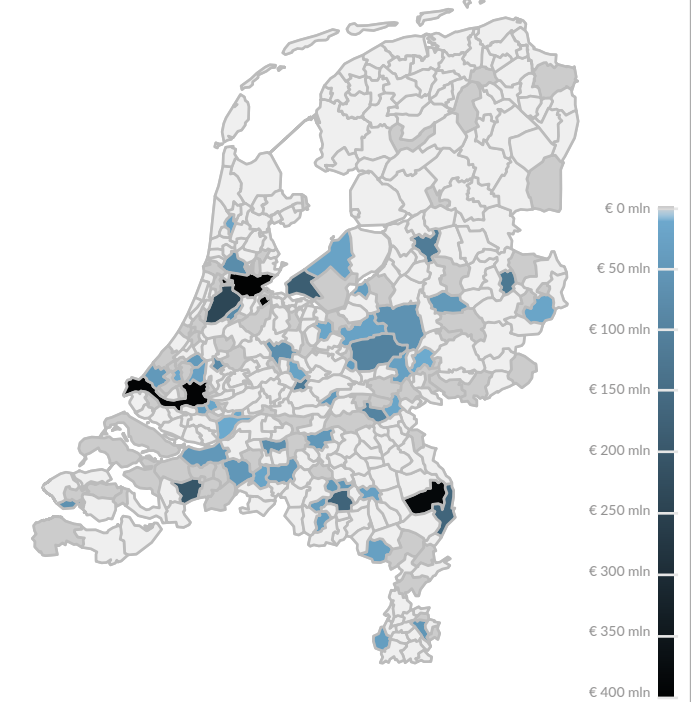 € 0 mln
€ 50 mln
€ 100 mln
€ 150 mln
€ 200 mln
€ 250 mln
€ 300 mln
€ 350 mln
€ 400 mln